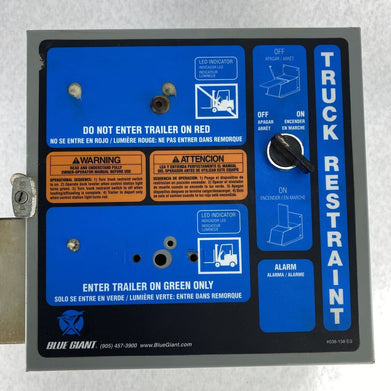 LED INDICATOR
INDICADOR LED
INDICATEUR
LUMINEUX
DO NOT ENTER TRAILER ON RED
NO SE ENTRO EN ROJO / LUMIÈRE ROUGE: NE PAS ENTRER DANS REMORQUE
WARNING
READ AND UNDERSTAND FULLY
OWNER-OPERATOR MANUAL BEFORE USE
ATTENCION
LEA Y ENTIENDA PERFECTAMENTE EL MANUAL
DEL OPERADOR ANTES DE UTILIZAR ESTE EQUIPO
LED INDICATOR
INDICADOR LED
INDICATEUR
LUMINEUX
ENTER TRAILER ON GREEN ONLY
SOLO SE ENTRE EN VERDE / LUMIÈRE VERTE: ENTRE DANS REMORQUE
BLUE GIANT
(905) 457-3900 www.BlueGiant.com
OFF
APAGAR / ARRÊT
OFF
APAGAR
ARRÊT
ON
ENCENDER
EN MARCHE
ON
ENCENDER / EN MARCHE
ALARM
ALARMA / ALARME
TRUCK RESTRAINT